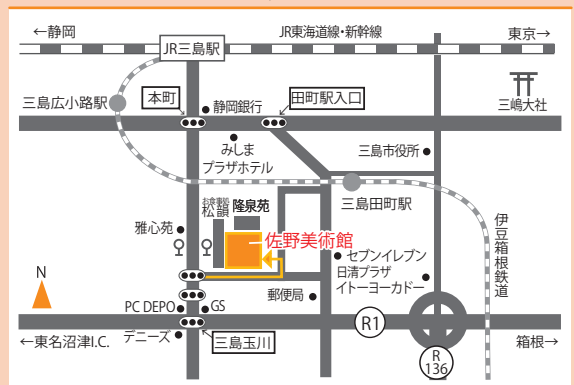 ←静岡
JR東海道線・新幹線
東京→
JR三島駅
三島広小路駅
本町
静岡銀行
田町駅入口
三嶋大社
みしま
プラザホテル
三島市役所
三島田町駅
松韻
隆泉苑
雅心苑
佐野美術館
伊豆箱根鉄道
セブンイレブン
日清プラザ
イトーヨーカドー
N
郵便局
PC DEPO
GS
R1
←東名沼津I.C.
デニーズ
三島玉川
R
136
箱根→